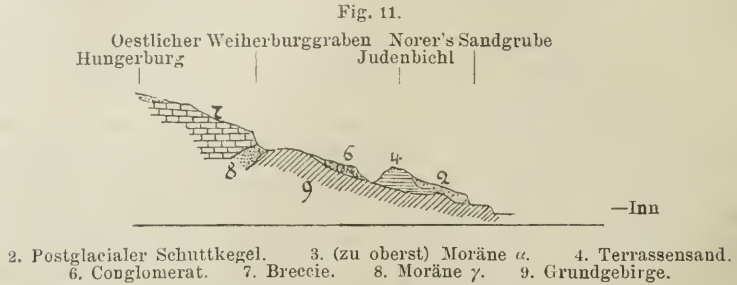 Fig. 11.
Oestlicher Weiherburggraben Norer's Sandgrube
Hungerburg Judenbichl
7
6
4
2
8
9
—Inn
2. Postglacialer Schuttkegel. 3. (zu oberst) Moräne α. 4. Terrassensand.
6. Conglomerat. 7. Breccie. 8. Moräne γ. 9. Grundgebirge.